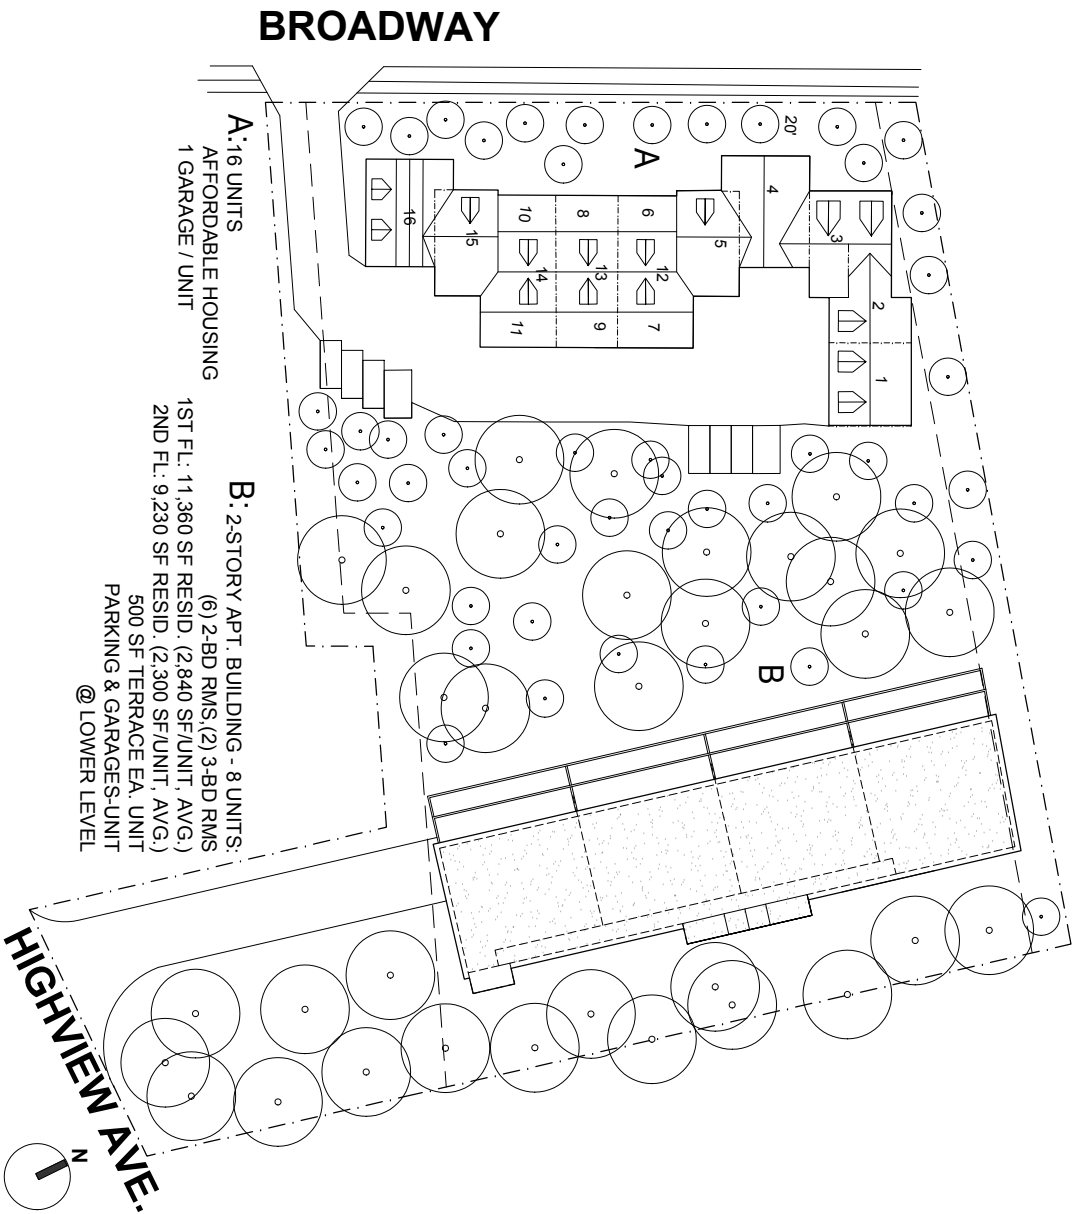 BROADWAY
20'
A
A: 16 UNITS
AFFORDABLE HOUSING
1 GARAGE / UNIT
16
15
10
8
6
5
4
3
14
13
12
11
9
7
2
1
B
B: 2-STORY APT. BUILDING - 8 UNITS:
(6) 2-BD RMS,(2) 3-BD RMS
1ST FL: 11,360 SF RESID. (2,840 SF/UNIT, AVG.)
2ND FL: 9,230 SF RESID. (2,300 SF/UNIT, AVG.)
500 SF TERRACE EA. UNIT
PARKING & GARAGES-UNIT
@ LOWER LEVEL
HIGHVIEW AVE.
N